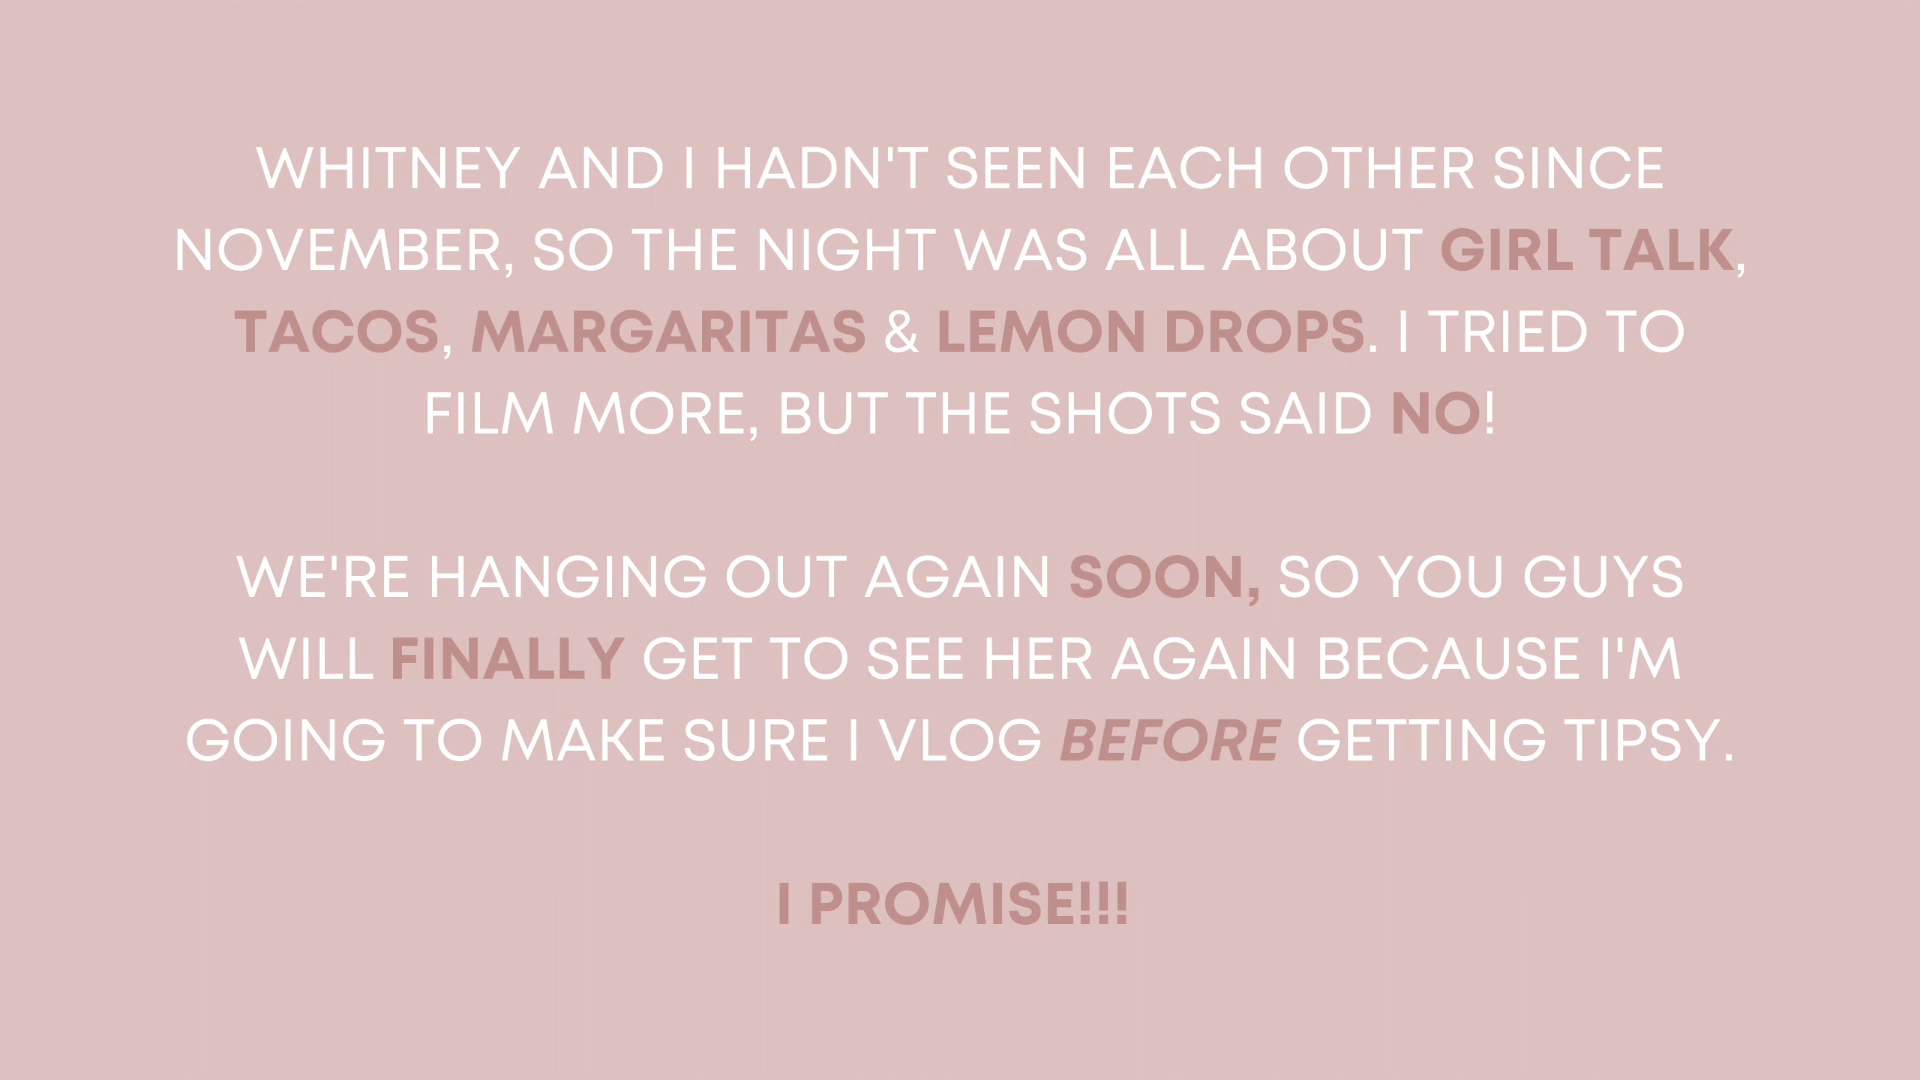 WHITNEY AND I HADN'T SEEN EACH OTHER SINCE
NOVEMBER, SO THE NIGHT WAS ALL ABOUT GIRL TALK,
TACOS, MARGARITAS & LEMON DROPS. I TRIED TO
FILM MORE, BUT THE SHOTS SAID NO!
WE'RE HANGING OUT AGAIN SOON, SO YOU GUYS
WILL FINALLY GET TO SEE HER AGAIN BECAUSE I'M
GOING TO MAKE SURE I VLOG BEFORE GETTING TIPSY.
I PROMISE!!!